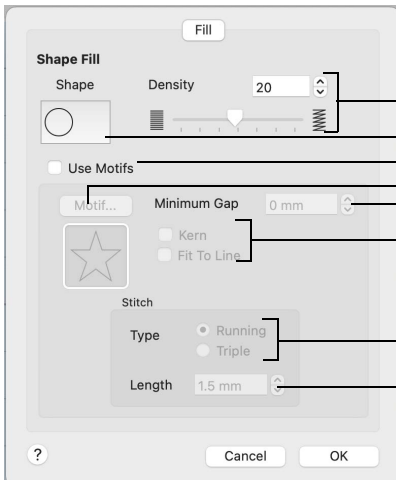 Fill
Shape Fill
Shape Density 20
Use Motifs
Motif... Minimum Gap 0 mm
Kern
Fit To Line
Stitch
Type Running
Triple
Length 1.5 mm
? Cancel OK